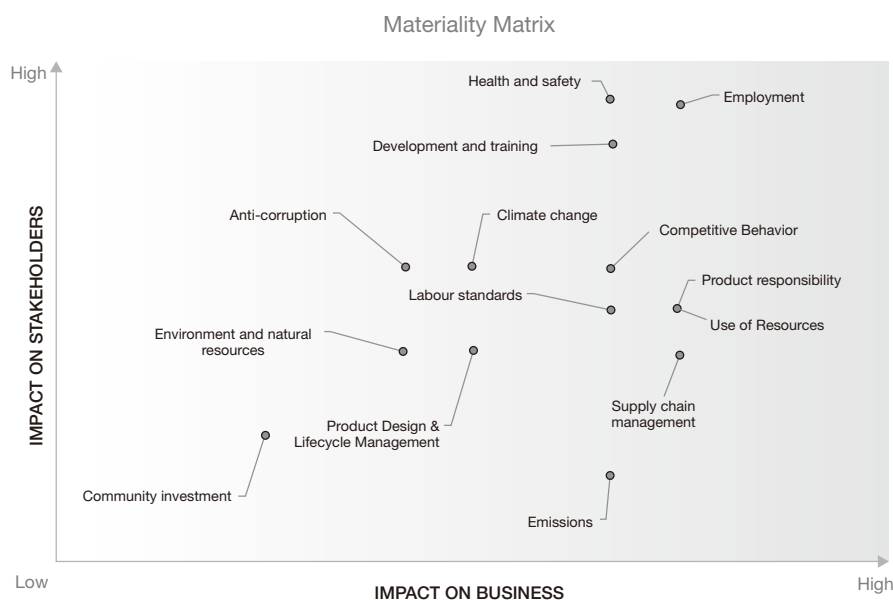 Materiality Matrix
High
Health and safety
Employment
Development and training
Anti-corruption
Climate change
Competitive Behavior
Product responsibility
Labour standards
Use of Resources
Environment and natural
resources
Supply chain
management
Product Design &
Lifecycle Management
Community investment
Emissions
IMPACT ON STAKEHOLDERS
Low
IMPACT ON BUSINESS
High